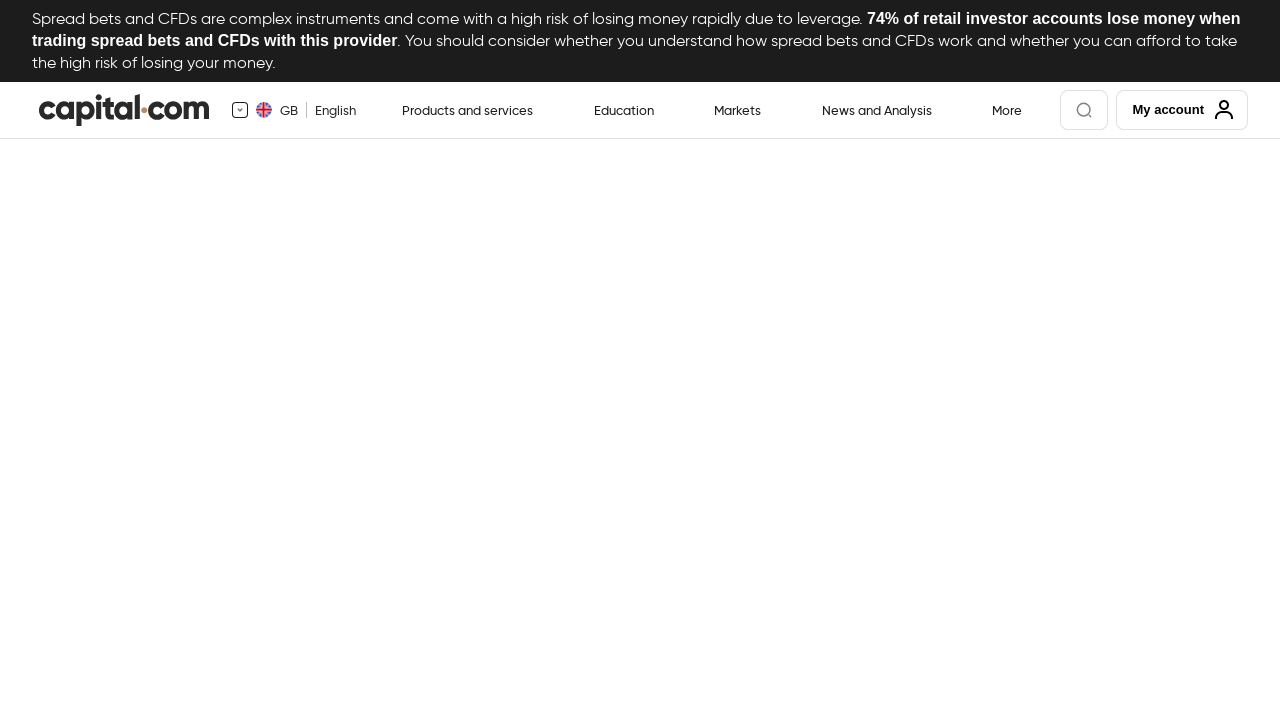 Spread bets and CFDs are complex instruments and come with a high risk of losing money rapidly due to leverage. 74% of retail investor accounts lose money when
trading spread bets and CFDs with this provider. You should consider whether you understand how spread bets and CFDs work and whether you can afford to take
the high risk of losing your money.
capital.com GB English Products and services Education Markets News and Analysis More My account